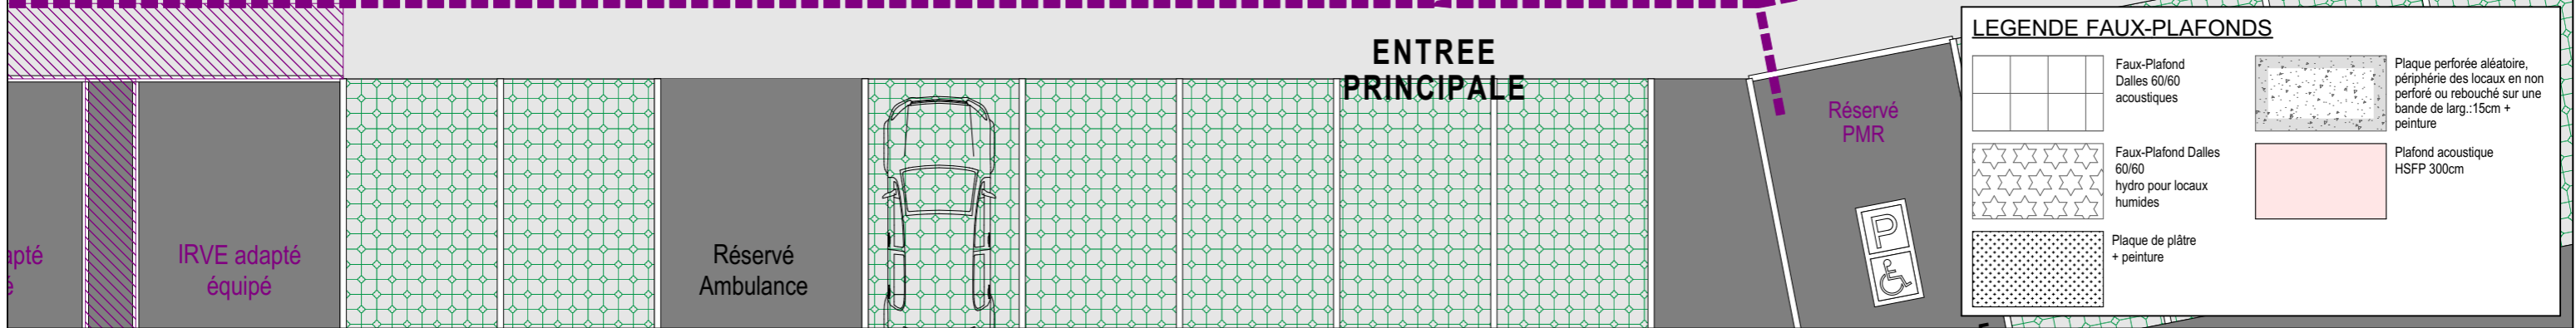 ENTREE
PRINCIPALE
IRVE adapté
équipé
Réservé
Ambulance
Réservé
PMR
P
LEGENDE FAUX-PLAFONDS
Faux-Plafond
Dalles 60/60
acoustiques
Faux-Plafond Dalles
60/60
hydro pour locaux
humides
Plaque de plâtre
+ peinture
Plaque perforée aléatoire,
périphérie des locaux en non
perforé ou rebouché sur une
bande de larg.:15cm +
peinture
Plafond acoustique
HSFP 300cm